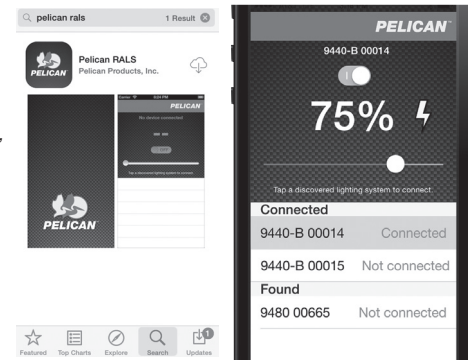 pelican rals
1 Result
PELICAN
Pelican RALS
Pelican Products, Inc.
PELICAN
No device connected
Tap a discovered lighting system to connect.
PELICAN
Featured
Top Charts
Explore
Search
1
Updates
PELICAN™
9440-B 00014
75%
Tap a discovered lighting system to connect.
Connected
9440-B 00014 Connected
9440-B 00015 Not connected
Found
9480 00665 Not connected